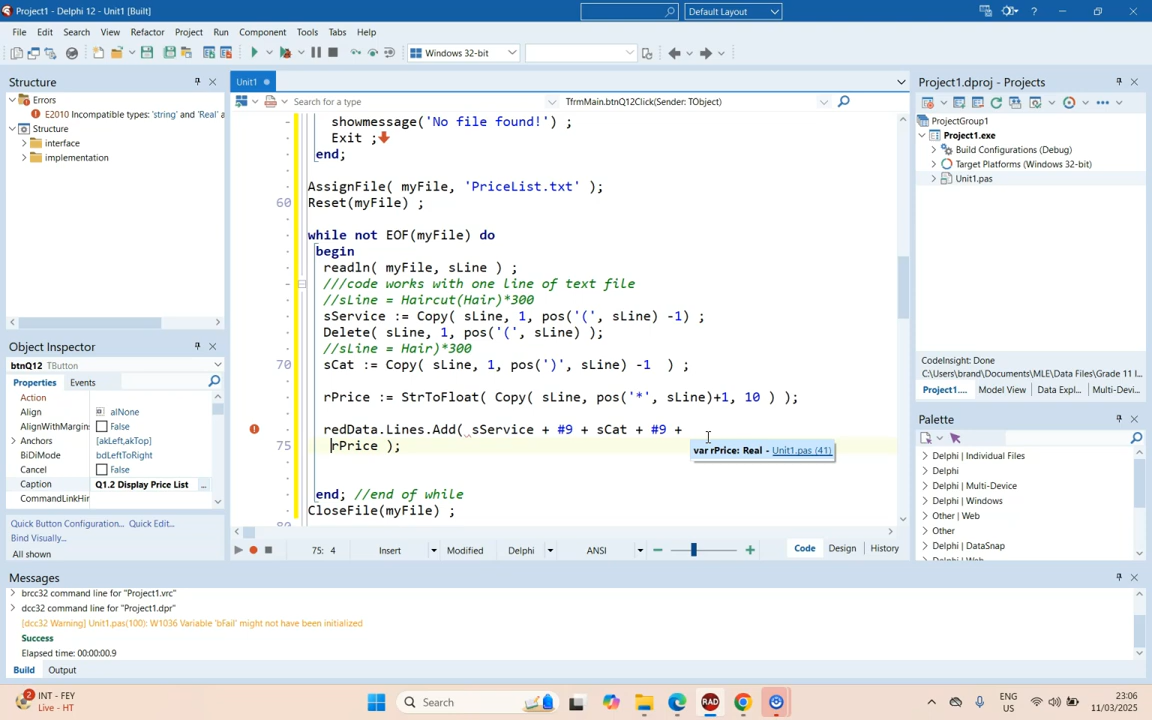 Project1 - Delphi 12 - Unit1 [Built]
Default Layout
File Edit Search View Refactor Project Run Component Tools Tabs Help
Windows 32-bit
Structure
Errors
E2010 Incompatible types: 'string' and 'Real' a
Structure
interface
implementation
Object Inspector
btnQ12 TButton
Properties Events
Action
Align alNone
AlignWithMargins False
Anchors [akLeft,akTop]
BiDiMode bdLeftToRight
Cancel False
Caption Q1.2 Display Price List ...
CommandLinkHin
Quick Button Configuration... Quick Edit...
Bind Visually...
All shown
Unit1
Search for a type TfrmMain.btnQ12Click(Sender: TObject)
showmessage('No file found!') ;
Exit ;
end;
AssignFile( myFile, 'PriceList.txt' );
60 Reset(myFile) ;
while not EOF(myFile) do
begin
readln( myFile, sLine ) ;
///code works with one line of text file
//sLine = Haircut(Hair)*300
sService := Copy( sLine, 1, pos('(', sLine) -1) ;
Delete( sLine, 1, pos('(', sLine) );
//sLine = Hair)*300
70 sCat := Copy( sLine, 1, pos(')', sLine) -1  ) ;
rPrice := StrToFloat( Copy( sLine, pos('*', sLine)+1, 10 ) );
redData.Lines.Add( sService + #9 + sCat + #9 +
75 rPrice );
var rPrice: Real - Unit1.pas (41)
end; //end of while
CloseFile(myFile) ;
80
75: 4 Insert Modified Delphi ANSI Code Design History
Project1.dproj - Projects
ProjectGroup1
Project1.exe
Build Configurations (Debug)
Target Platforms (Windows 32-bit)
Unit1.pas
CodeInsight: Done
C:\Users\brand\Documents\MLE\Data Files\Grade 11 I
Project1.... Model View Data Expl... Multi-Devi...
Palette
Delphi | Individual Files
Delphi
Delphi | Multi-Device
Delphi | Windows
Other | Web
Other
Delphi | DataSnap
Messages
brcc32 command line for "Project1.vrc"
dcc32 command line for "Project1.dpr"
[dcc32 Warning] Unit1.pas(100): W1036 Variable 'bFail' might not have been initialized
Success
Elapsed time: 00:00:00.9
Build Output
2
INT - FEY
Live - HT
Search
RAD
ENG
US
23:06
11/03/2025